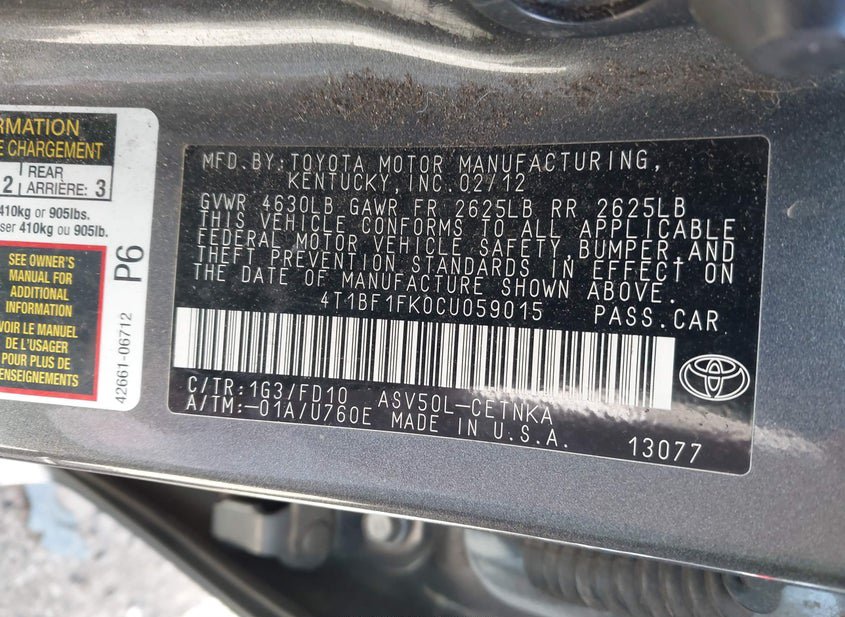 RMATION
E CHARGEMENT
2 REAR ARRIÈRE: 3
410kg or 905lbs.
ser 410kg ou 905lb.
SEE OWNER'S
MANUAL FOR
ADDITIONAL
INFORMATION
VOIR LE MANUEL
DE L'USAGER
POUR PLUS DE
RENSEIGNEMENTS
P6
42661-06712
MFD.BY:TOYOTA MOTOR MANUFACTURING,
KENTUCKY,INC.02/12
GVWR 4630LB GAWR FR 2625LB RR 2625LB
THIS VEHICLE CONFORMS TO ALL APPLICABLE
FEDERAL MOTOR VEHICLE SAFETY,BUMPER,AND
THEFT PREVENTION STANDARDS IN EFFECT ON
THE DATE OF MANUFACTURE SHOWN ABOVE.
4T1BF1FK0CU059015 PASS.CAR
C/TR:1G3/FD10 ASV50L-CETNKA
A/TM:-01A/U760E MADE IN U.S.A. 13077